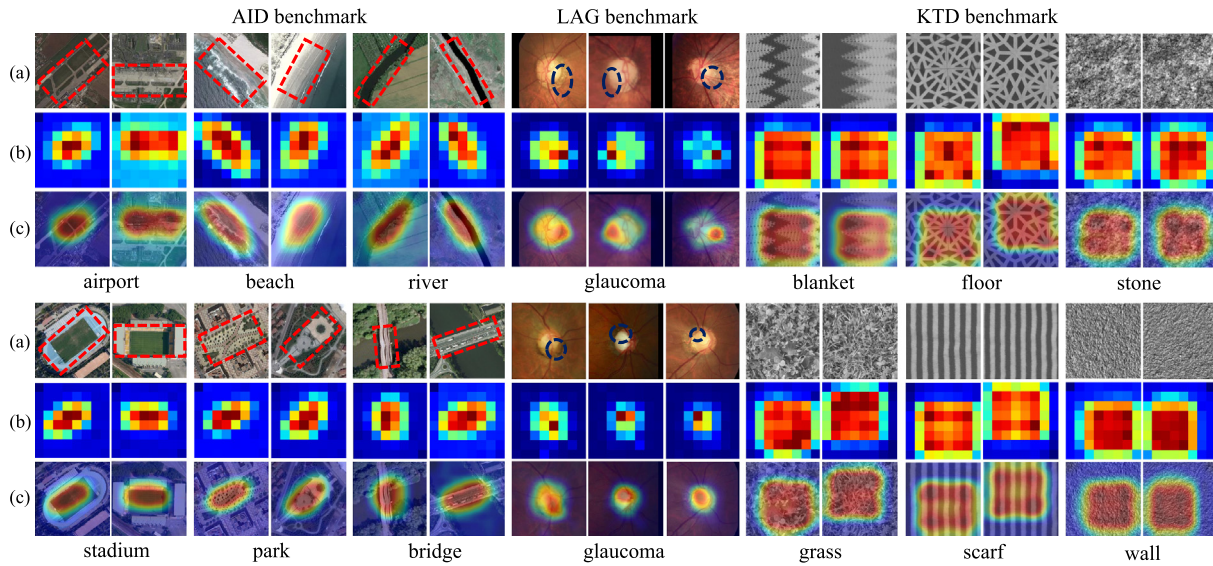 AID benchmark LAG benchmark KTD benchmark
(a)
(b)
(c)
airport beach river glaucoma blanket floor stone
(a)
(b)
(c)
stadium park bridge glaucoma grass scarf wall